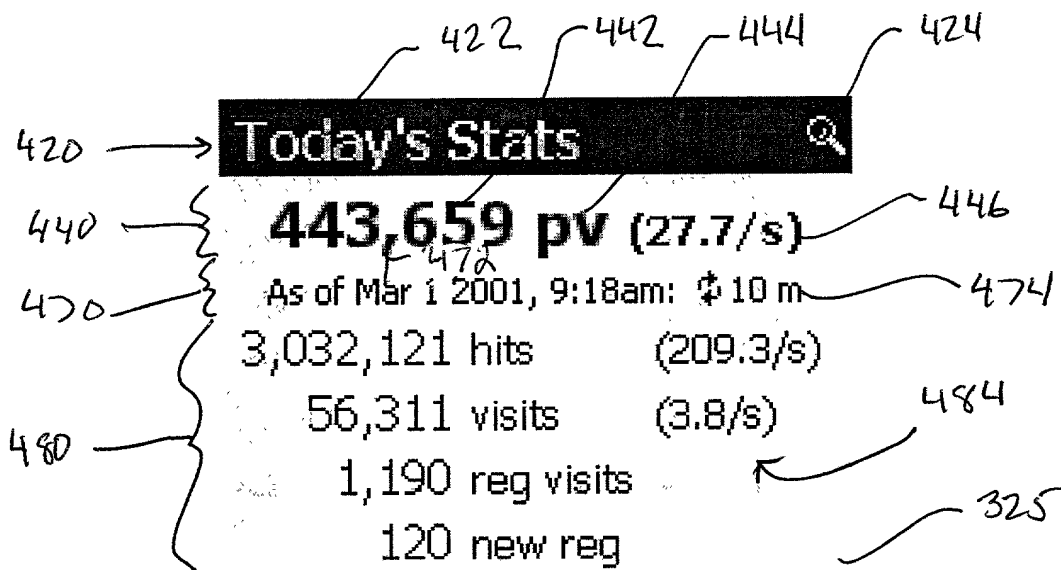 422 442 444 424
420 Today's Stats
440 443,659 pv (27.7/s) 446
472
470 As of Mar 1 2001, 9:18am: 10 m 474
3,032,121 hits (209.3/s)
56,311 visits (3.8/s) 484
480
1,190 reg visits
120 new reg 325